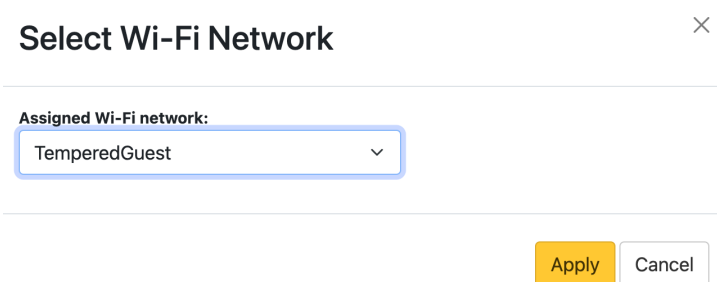 Select Wi-Fi Network
Assigned Wi-Fi network:
TemperedGuest
Apply
Cancel